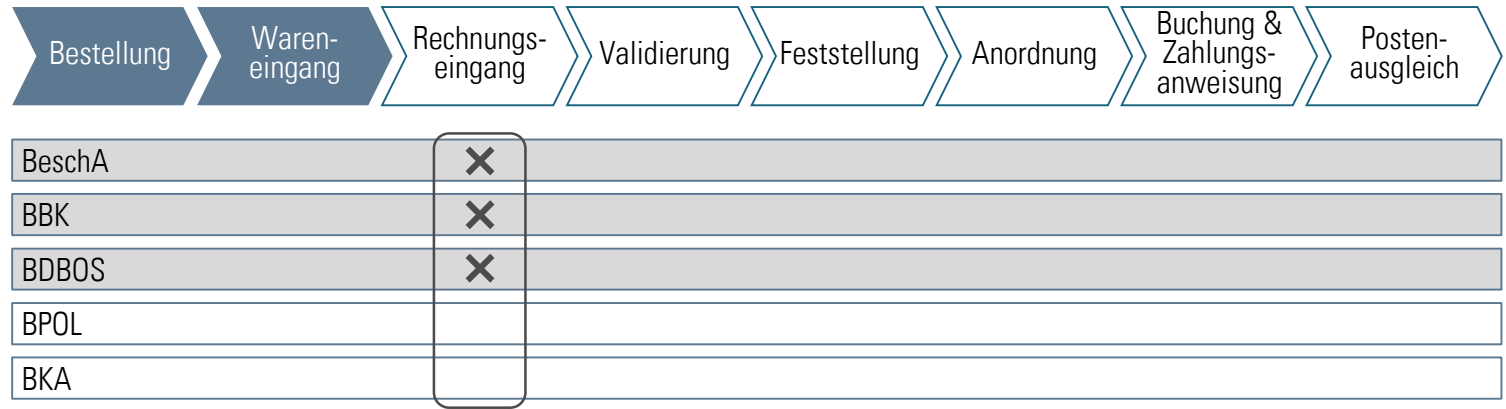 Bestellung
Waren-
eingang
Rechnungs-
eingang
Validierung
Feststellung
Anordnung
Buchung &
Zahlungs-
anweisung
Posten-
ausgleich
BeschA
BBK
BDBOS
BPOL
BKA